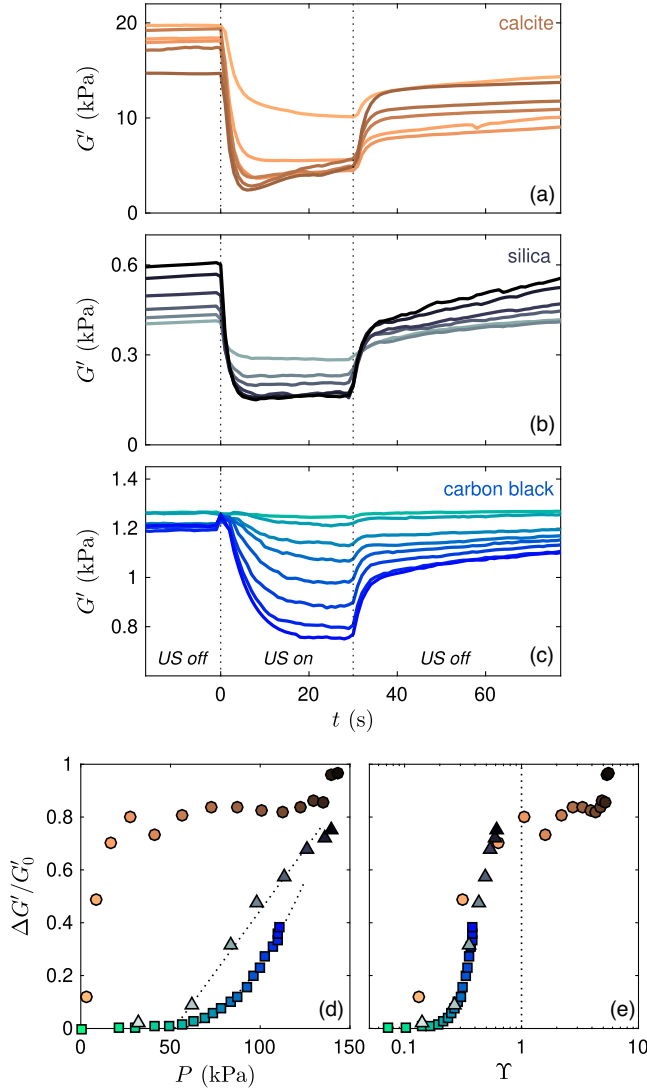 20
calcite
G′ (kPa)
10
0
(a)
0.6
silica
G′ (kPa)
0.3
0
(b)
1.4
carbon black
1.2
G′ (kPa)
1
0.8
US off
US on
US off
(c)
0
20
40
60
t (s)
1
0.8
0.6
ΔG′/G′₀
0.4
0.2
0
(d)
(e)
0
50
100
150
0.1
1
10
P (kPa)
Υ